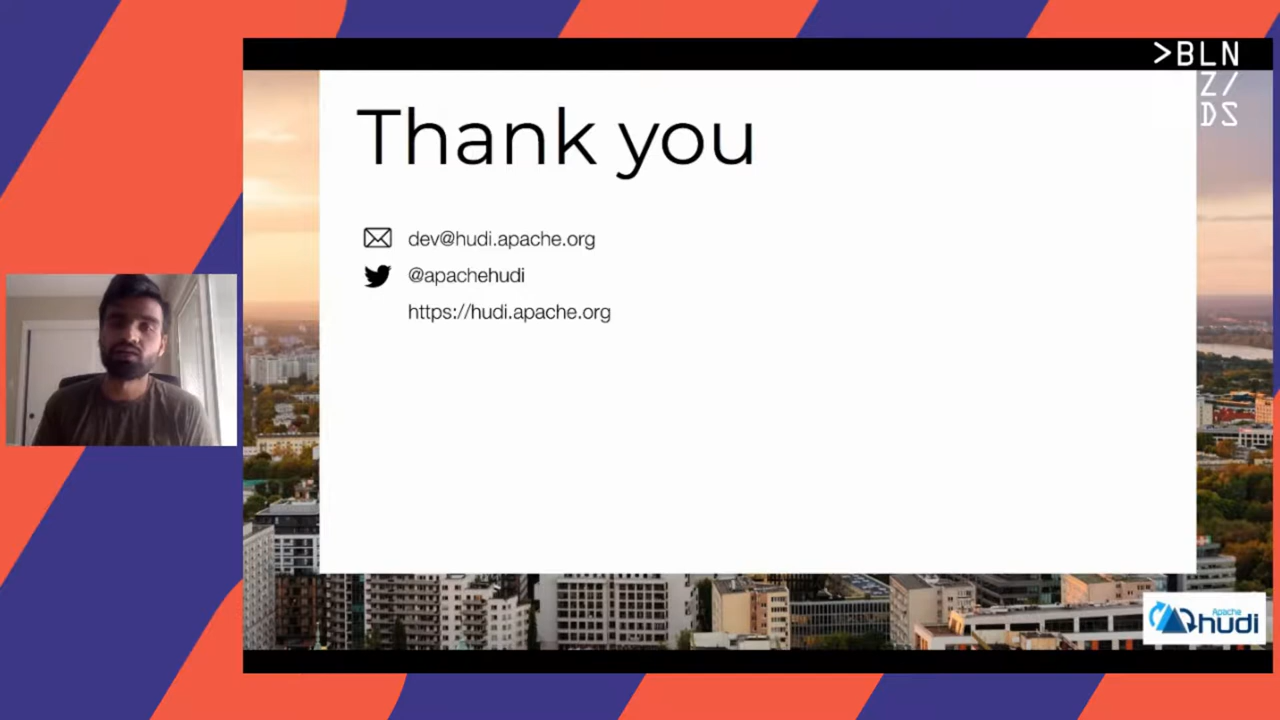 >BLN
Z/
DS
Thank you
dev@hudi.apache.org
@apachehudi
https://hudi.apache.org
Apache
hudi